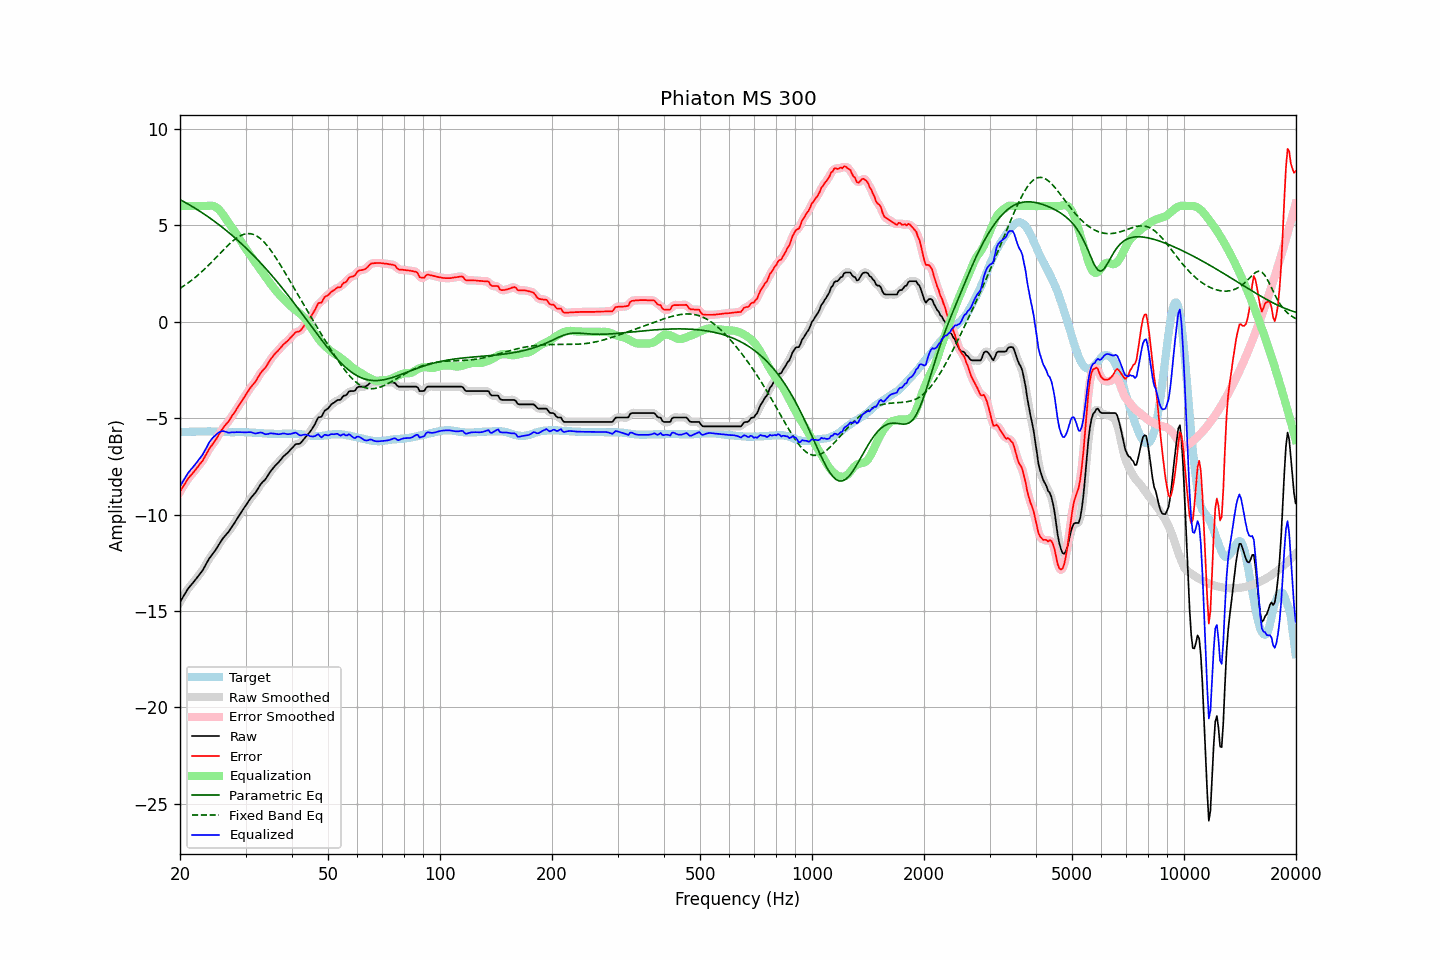 Phiaton MS 300
Amplitude (dBr)
10
5
0
−5
−10
−15
−20
−25
Target
Raw Smoothed
Error Smoothed
Raw
Error
Equalization
Parametric Eq
Fixed Band Eq
Equalized
20 50 100 200 500 1000 2000 5000 10000 20000
Frequency (Hz)